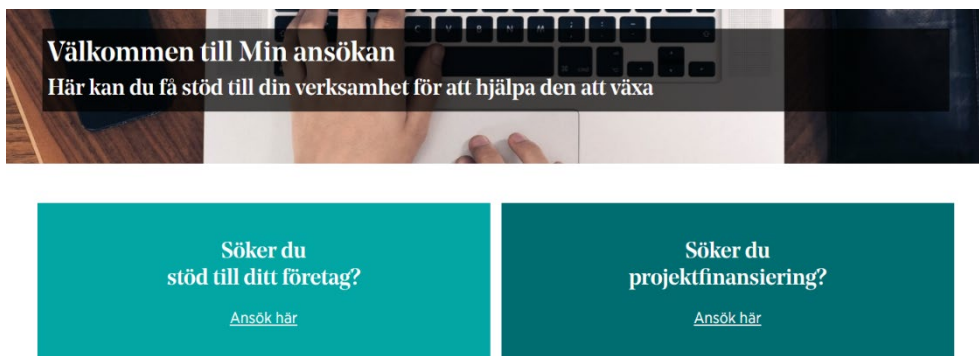 Välkommen till Min ansökan
Här kan du få stöd till din verksamhet för att hjälpa den att växa
Söker du
stöd till ditt företag?
Ansök här
Söker du
projektfinansiering?
Ansök här